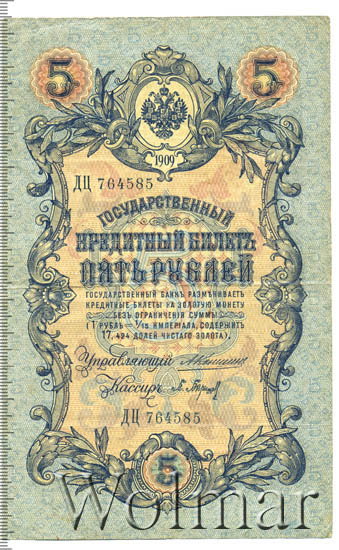 5 5
1909
ДЦ 764585
ГОСУДАРСТВЕННЫЙ
КРЕДИТНЫЙ БИЛЕТЪ
ПЯТЬ РУБЛЕЙ
ГОСУДАРСТВЕННЫЙ БАНКЪ РАЗМѢНИВАЕТЪ
КРЕДИТНЫЕ БИЛЕТЫ НА ЗОЛОТУЮ МОНЕТУ
БЕЗЪ ОГРАНИЧЕНІЯ СУММЫ
(1 РУБЛЬ = 1/15 ИМПЕРІАЛА, СОДЕРЖИТЪ
17,424 ДОЛЕЙ ЧИСТАГО ЗОЛОТА).
Управляющій
Кассиръ
ДЦ 764585
5
Wolmar